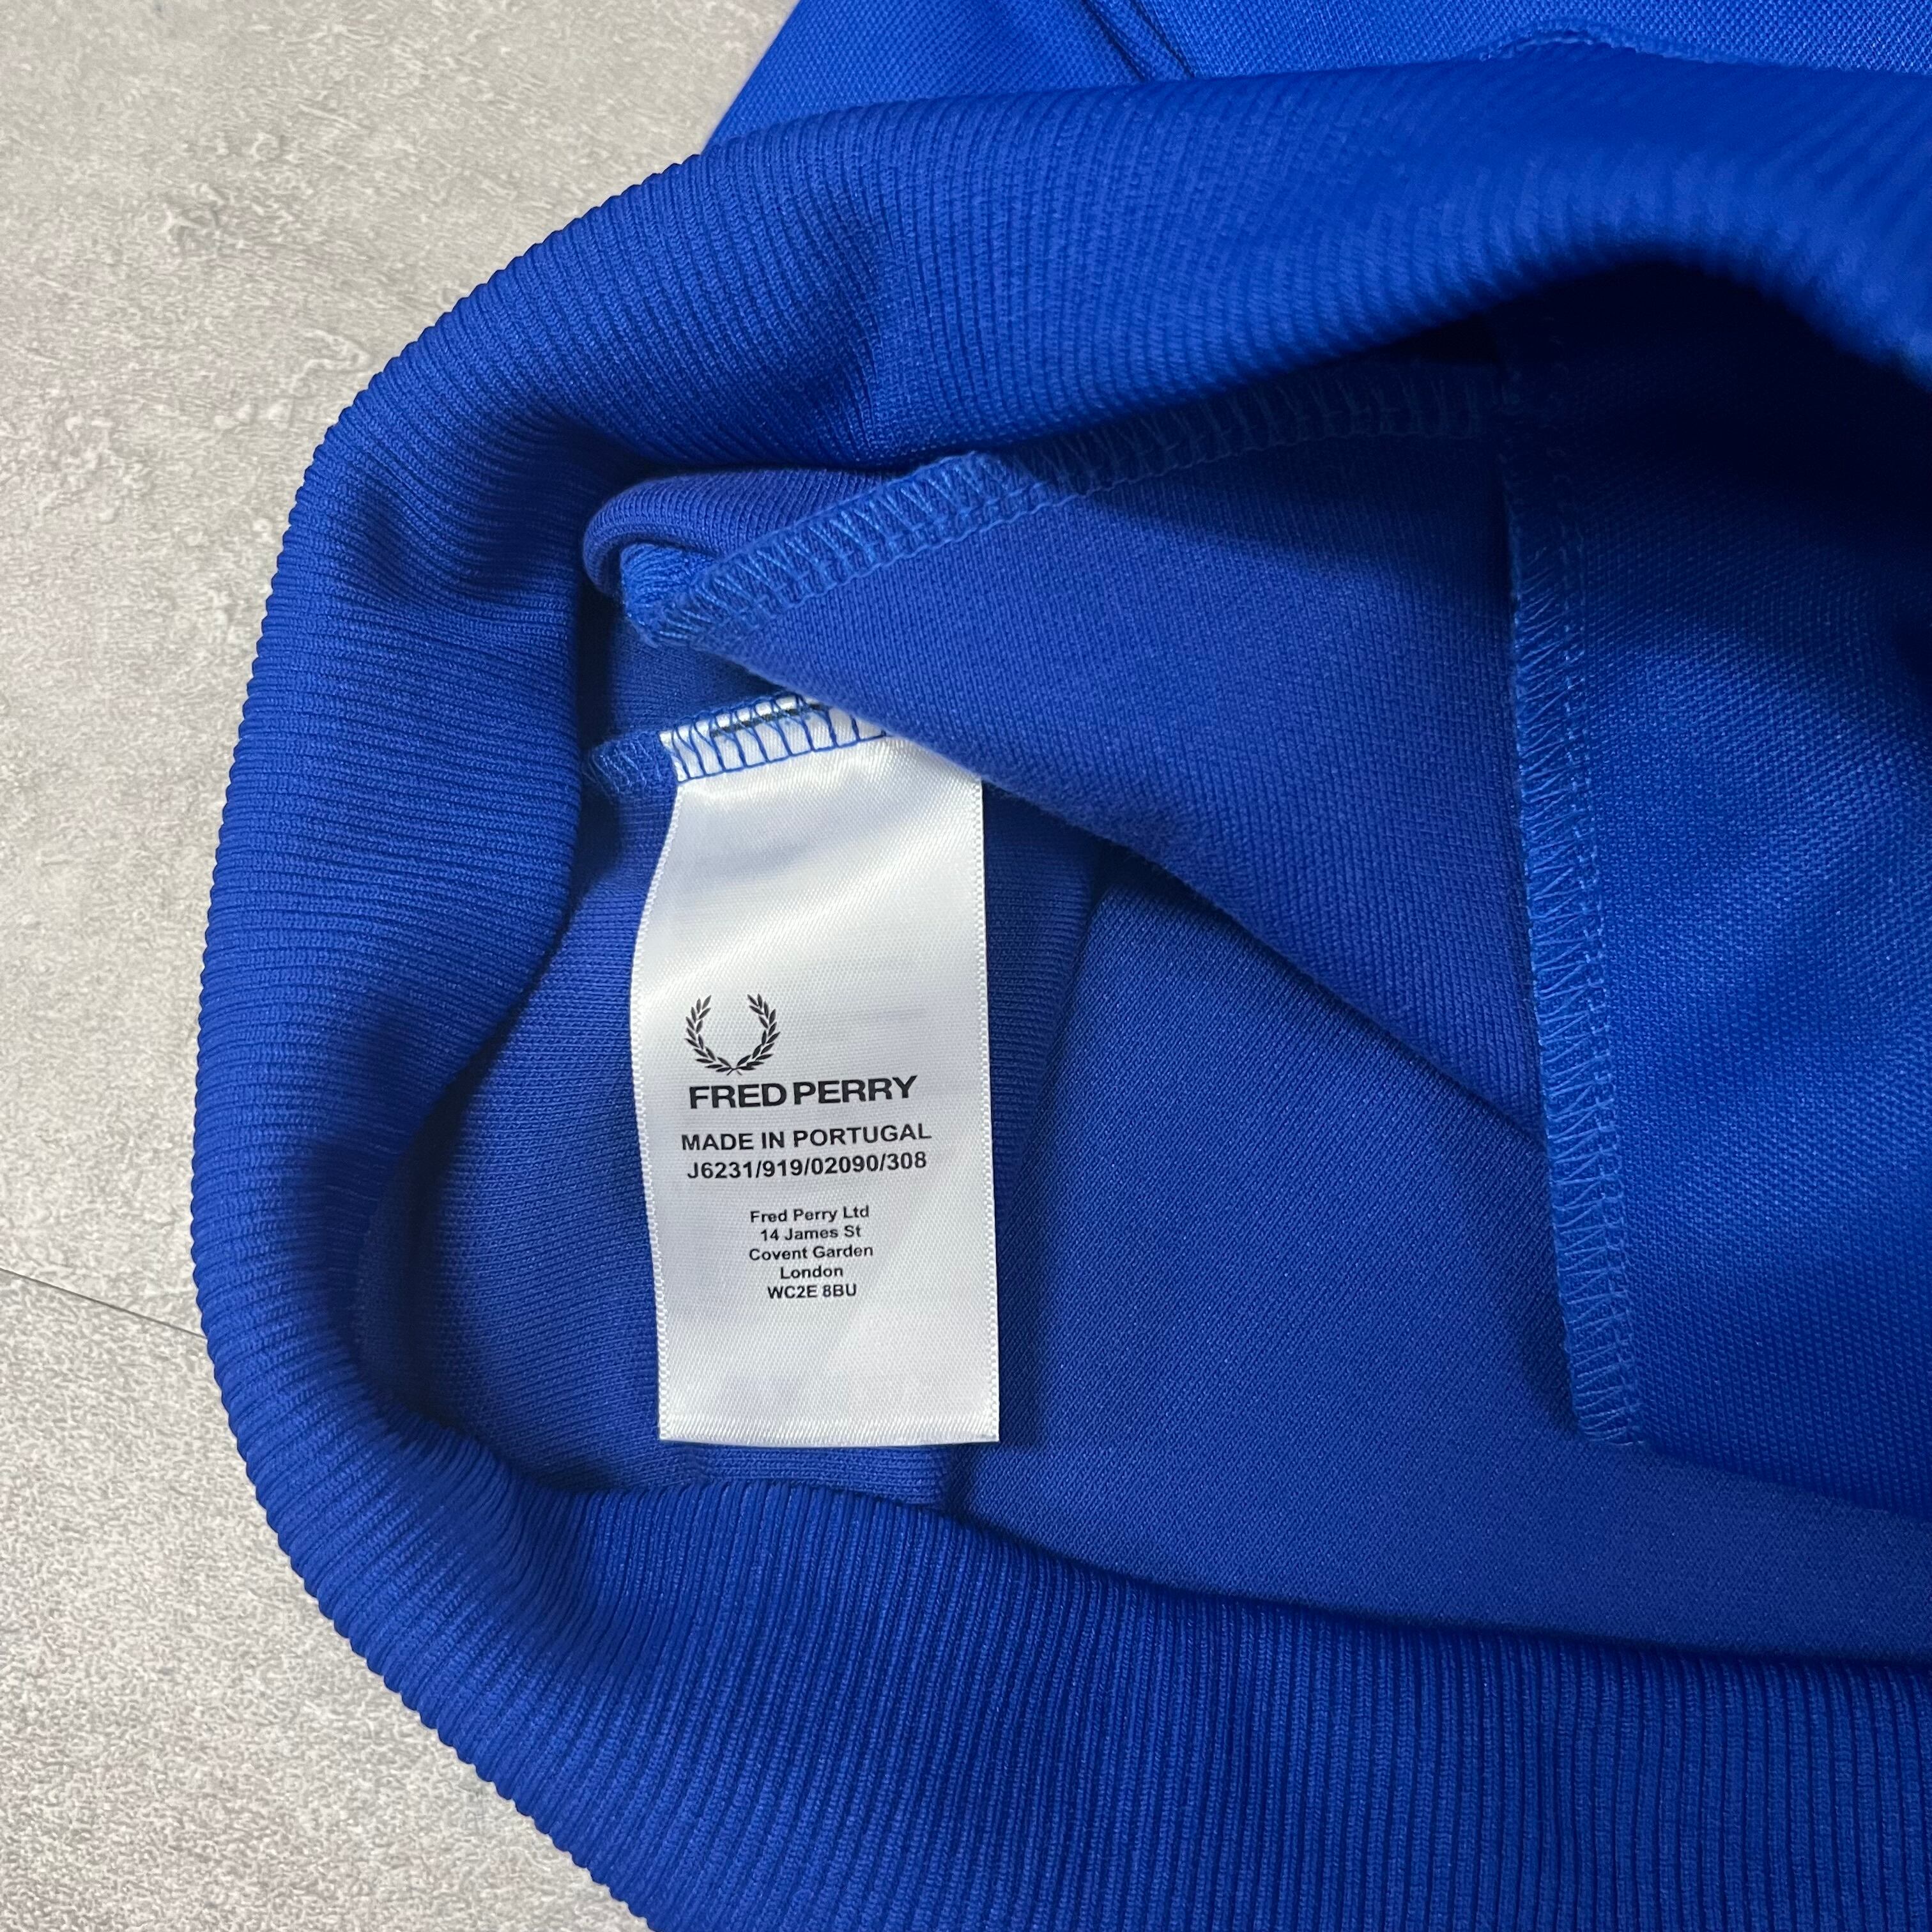 FRED PERRY
MADE IN PORTUGAL
J6231/919/02090/308
Fred Perry Ltd
14 James St
Covent Garden
London
WC2E 8BU